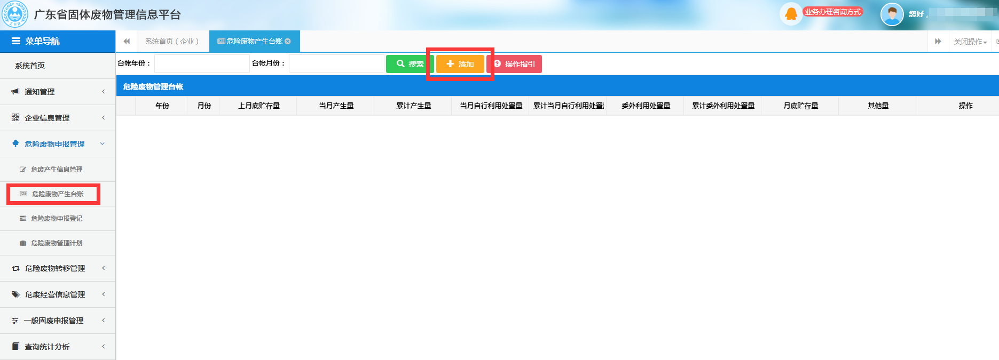 广东省固体废物管理信息平台
业务办理咨询方式
您好，
菜单导航
系统首页（企业）
危险废物产生台账
关闭操作
系统首页
通知管理
企业信息管理
危险废物申报管理
危废产生信息管理
危险废物产生台账
危险废物申报登记
危险废物管理计划
危险废物转移管理
危废经营信息管理
一般固废申报管理
查询统计分析
台帐年份： 台帐月份： 搜索 添加 操作指引
危险废物管理台帐
年份 月份 上月底贮存量 当月产生量 累计产生量 当月自行利用处置量 累计当月自行利用处置 委外利用处置量 累计委外利用处置量 月底贮存量 其他量 操作